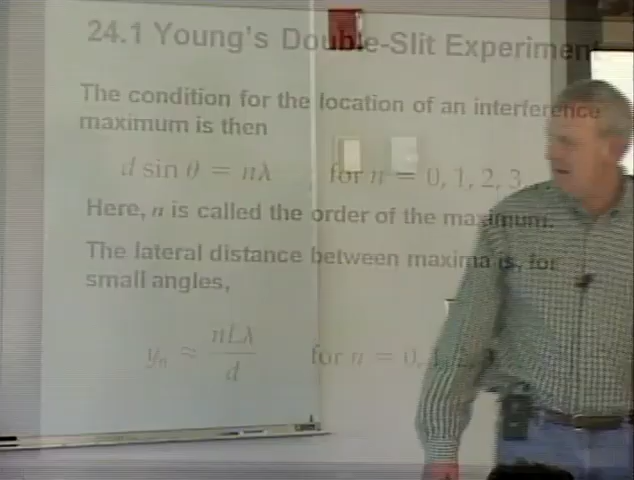 24.1 Young's Double-Slit Experiment
The condition for the location of an interference
maximum is then
d sin θ = nλ for n = 0, 1, 2, 3
Here, n is called the order of the maximum.
The lateral distance between maxima is, for
small angles,
yₙ ≈ nLλ/d for n = 0,